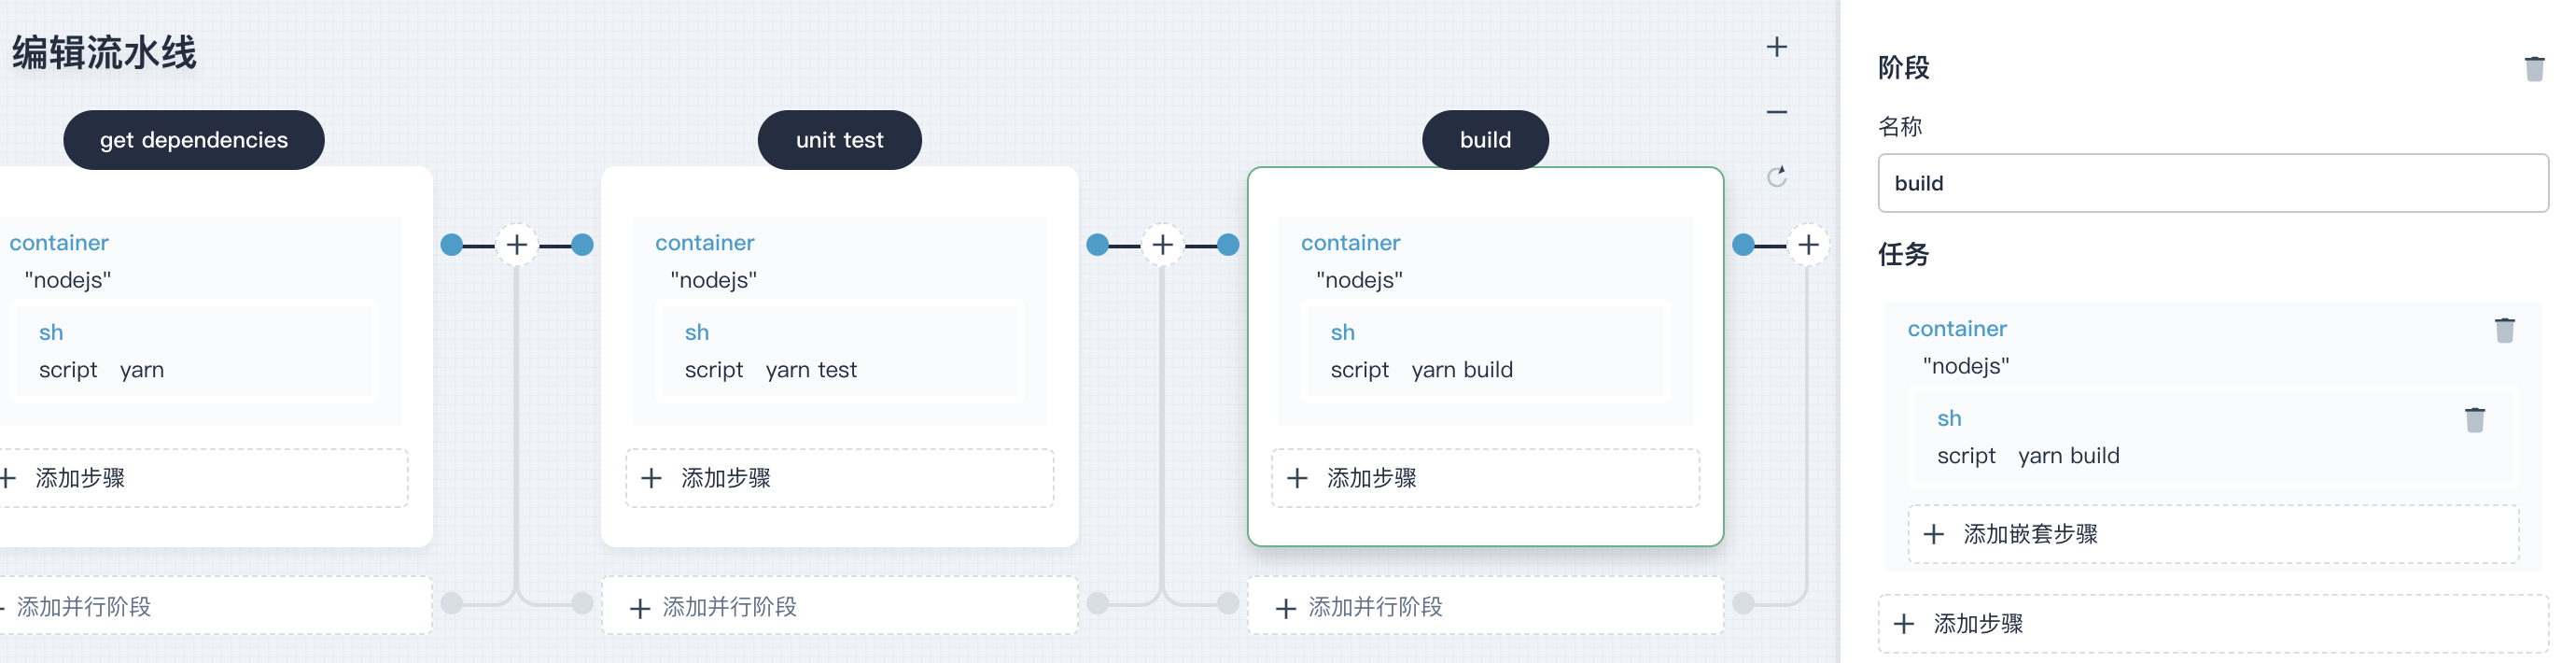 编辑流水线
get dependencies
container
"nodejs"
sh
script yarn
添加步骤
添加并行阶段
unit test
container
"nodejs"
sh
script yarn test
添加步骤
添加并行阶段
build
container
"nodejs"
sh
script yarn build
添加步骤
添加并行阶段
阶段
名称
build
任务
container
"nodejs"
sh
script yarn build
添加嵌套步骤
添加步骤